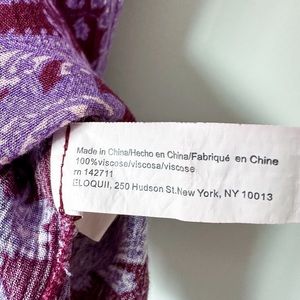 Made in China/Hecho en China/Fabriqué en Chine
100%viscose/viscosa/viscose
rn 142711
ELOQUII, 250 Hudson St.New York, NY 10013